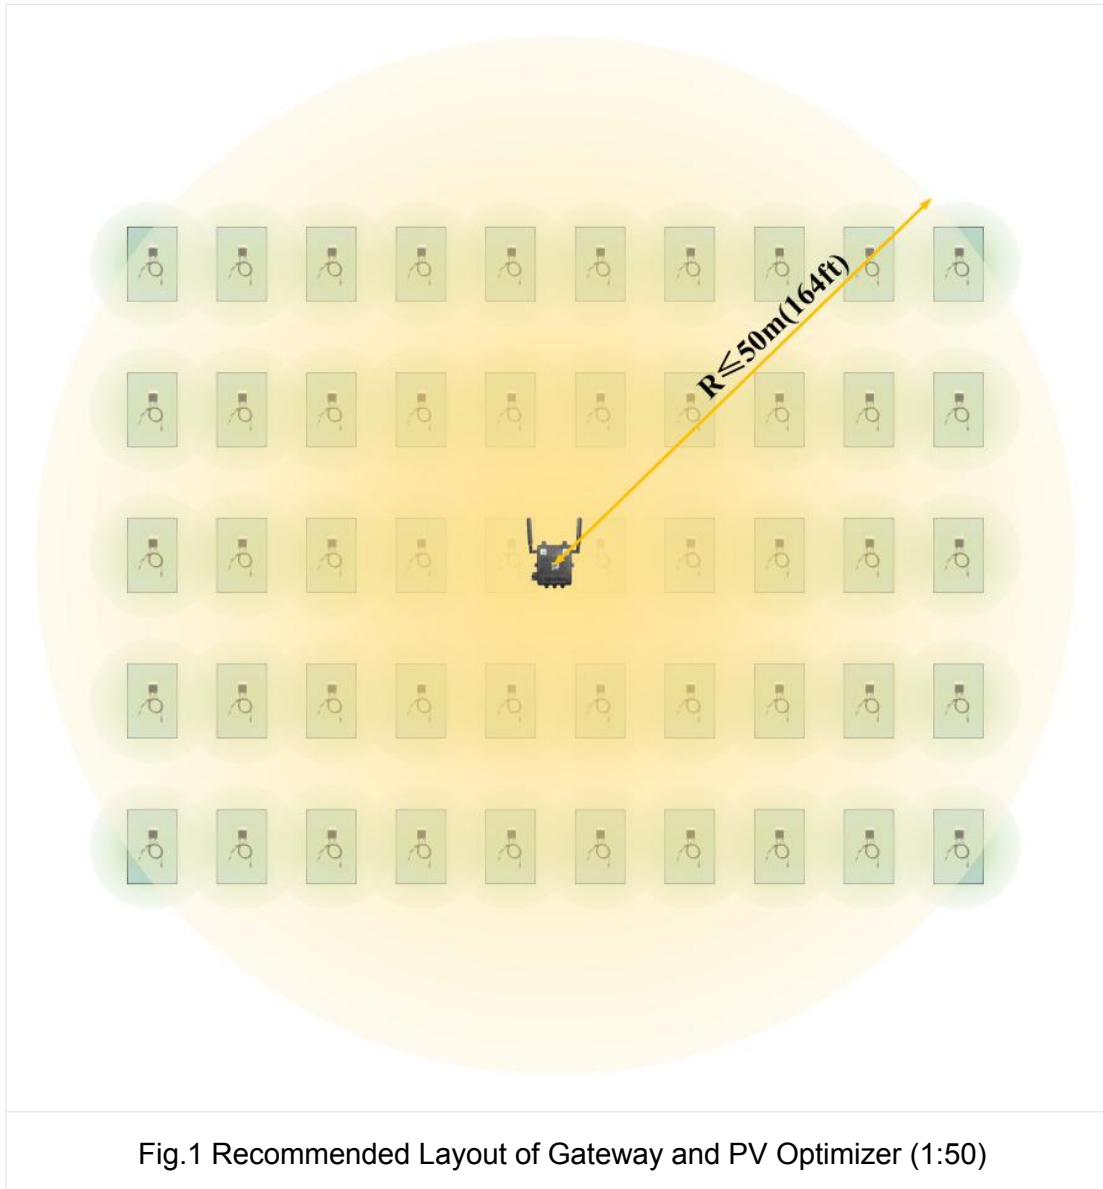 R≤50m(164ft)
Fig.1 Recommended Layout of Gateway and PV Optimizer (1:50)